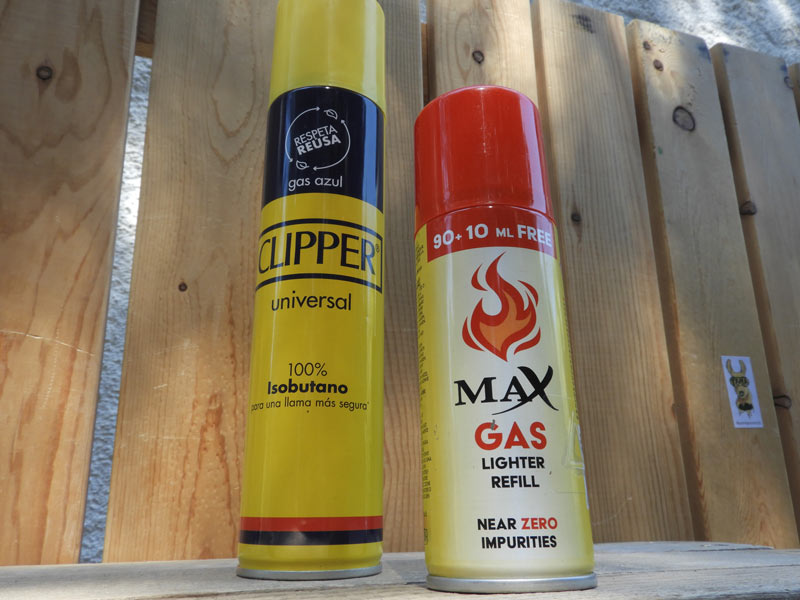 RESPETA
REUSA
gas azul
CLIPPER®
universal
100%
Isobutano
para una llama más segura*
90+10 ML FREE
MAX
GAS
LIGHTER
REFILL
NEAR ZERO
IMPURITIES